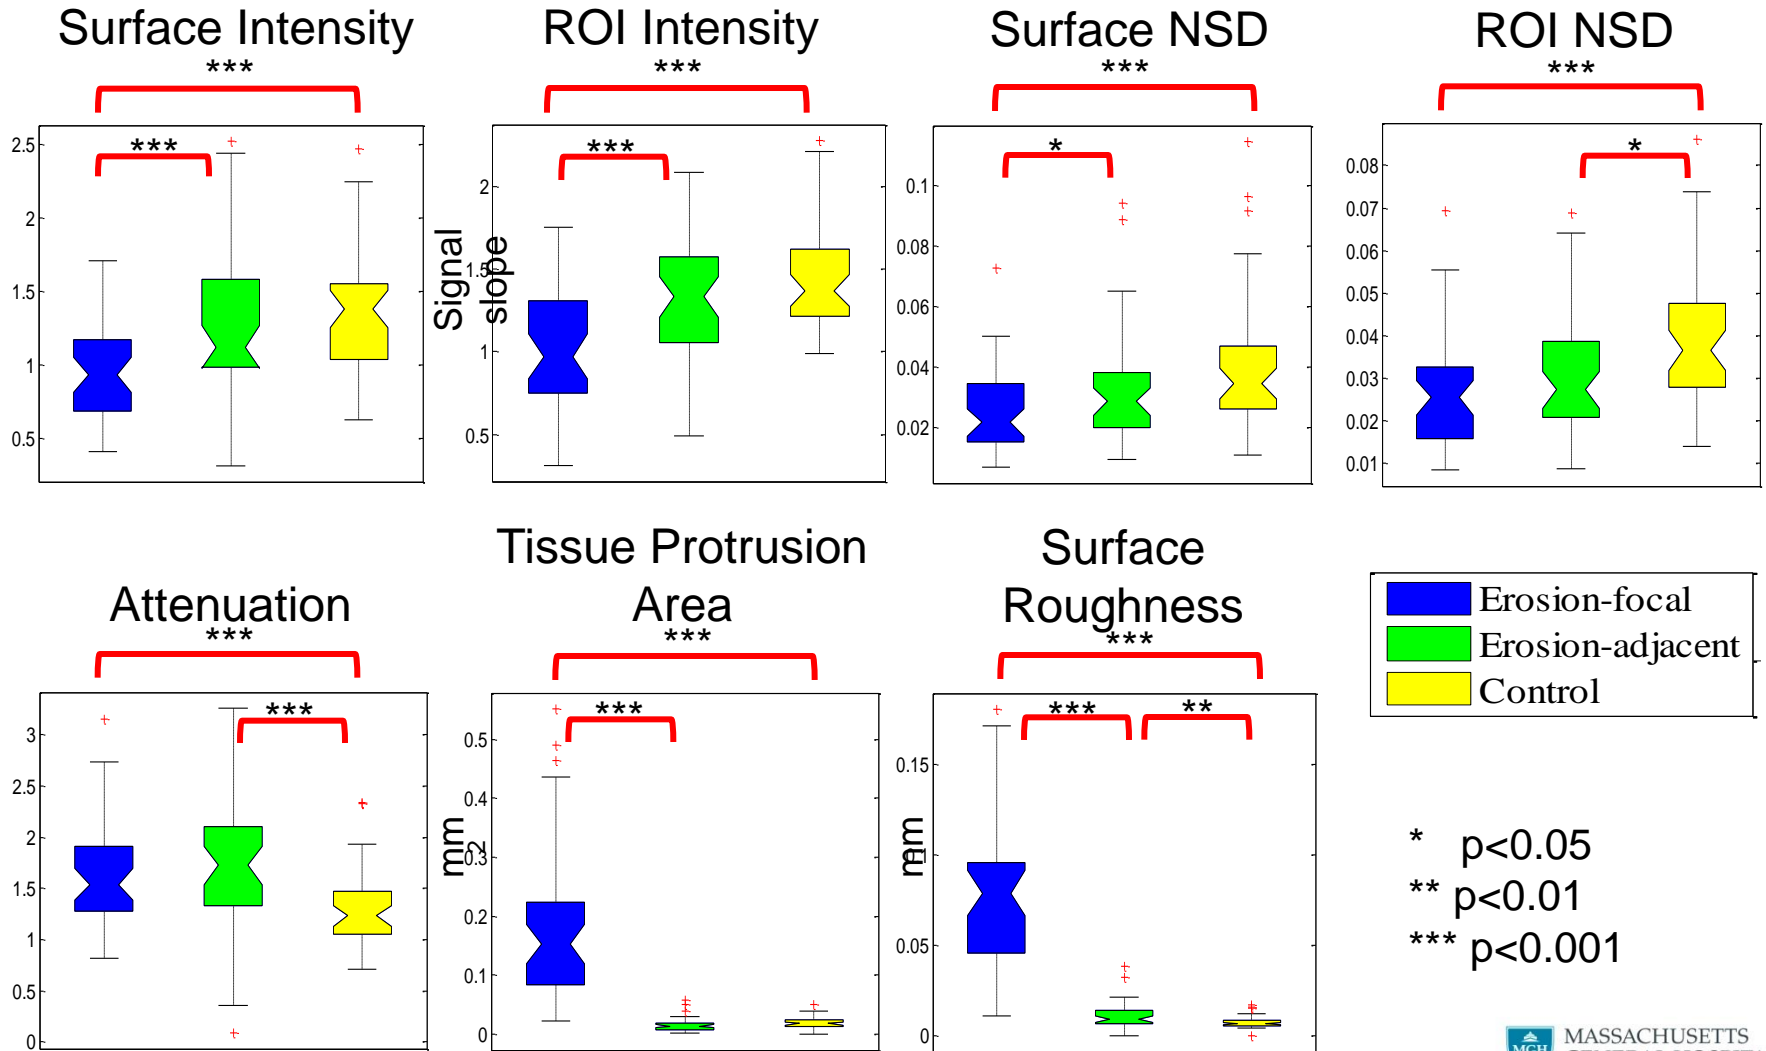 Surface Intensity
ROI Intensity
Surface NSD
ROI NSD
***
***
***
***
***
***
*
*
2.5
2
1.5
1
0.5
Signal
slope
2
1.5
1
0.5
0.1
0.08
0.06
0.04
0.02
0.08
0.07
0.06
0.05
0.04
0.03
0.02
0.01
Attenuation
Tissue Protrusion
Area
Surface
Roughness
***
***
***
***
***
***
**
3
2.5
2
1.5
1
0.5
0
mm
2
0.5
0.4
0.3
0.2
0.1
0
mm
0.15
0.1
0.05
0
Erosion-focal
Erosion-adjacent
Control
* p<0.05
** p<0.01
*** p<0.001
MGH
MASSACHUSETTS